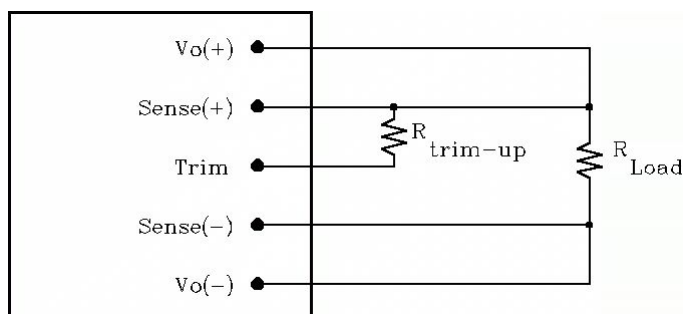 Vo(+)
Sense(+)
R
trim-up
Trim
R
Load
Sense(-)
Vo(-)